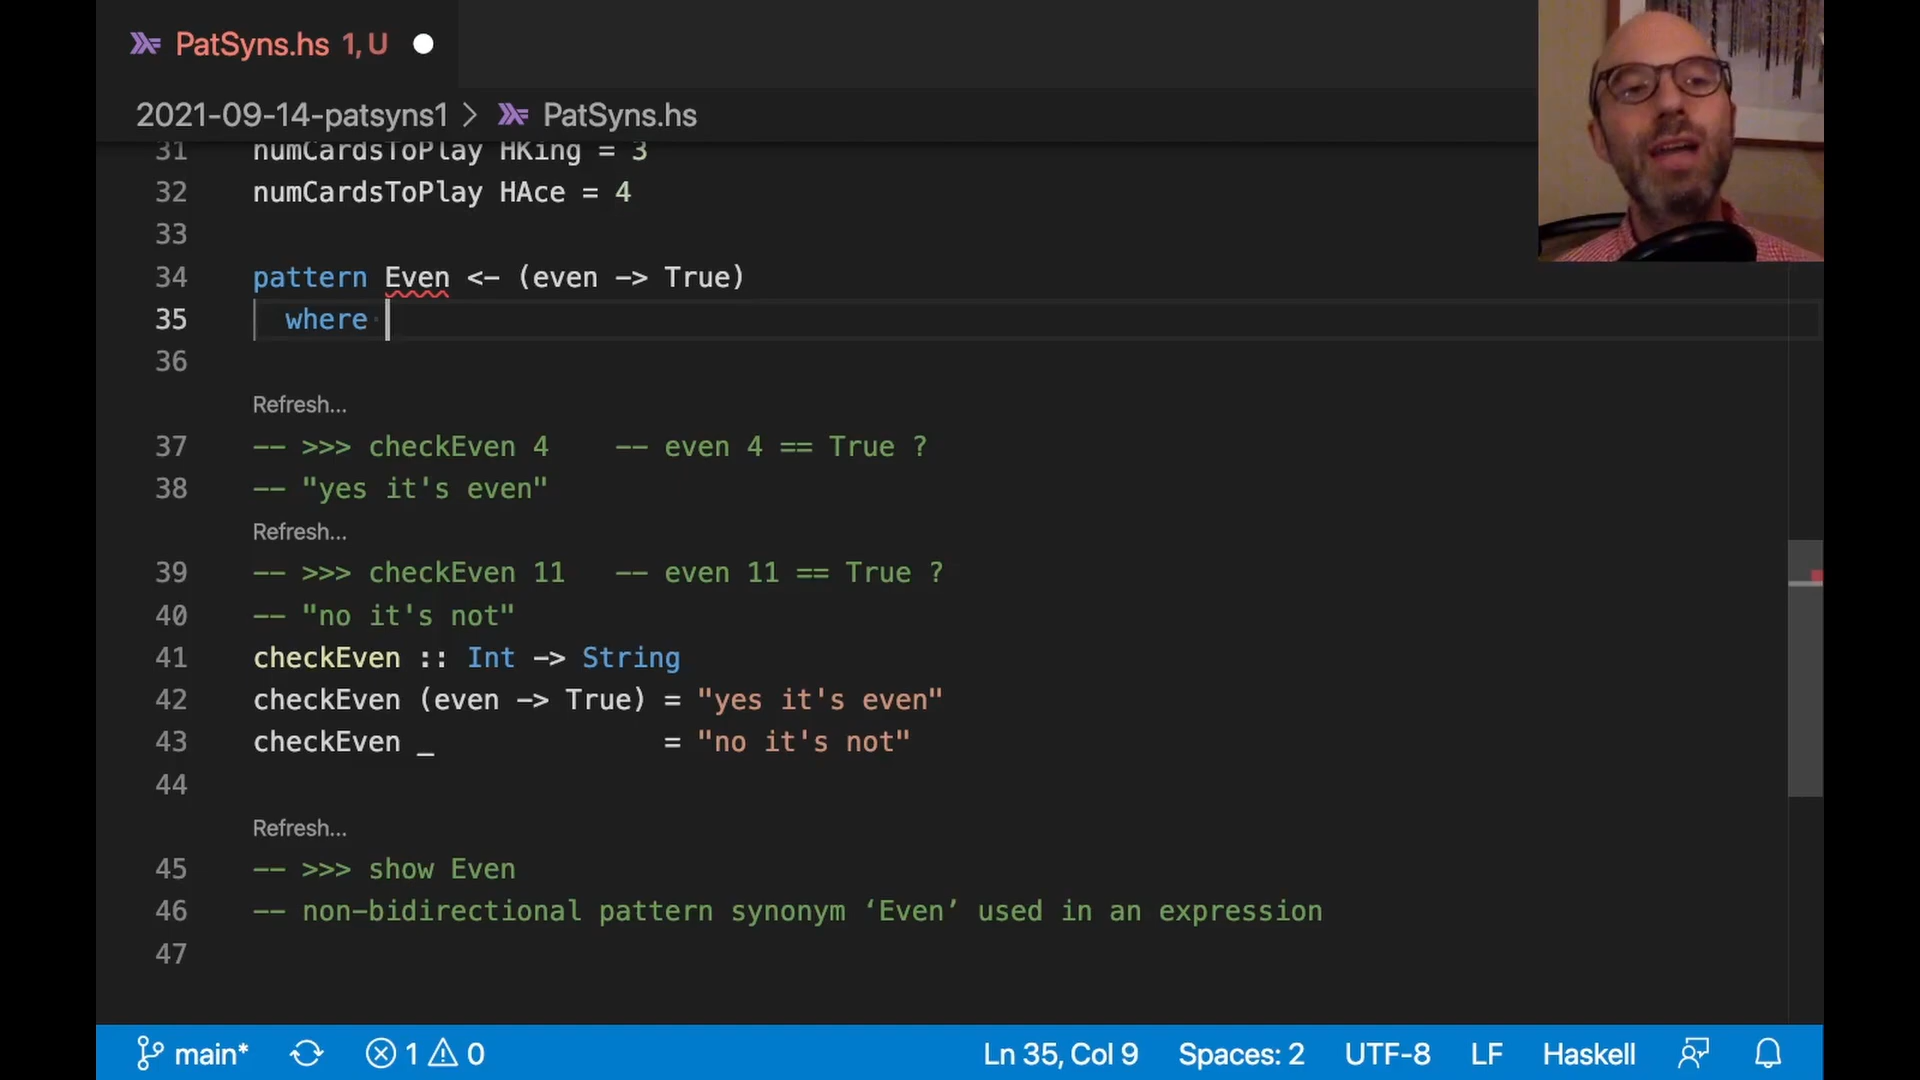 PatSyns.hs 1, U
2021-09-14-patsyns1 > PatSyns.hs
31 numCardsToPlay HKing = 3
32 numCardsToPlay HAce = 4
33
34 pattern Even <- (even -> True)
35 where
36
Refresh...
37 -- >>> checkEven 4 -- even 4 == True ?
38 -- "yes it's even"
Refresh...
39 -- >>> checkEven 11 -- even 11 == True ?
40 -- "no it's not"
41 checkEven :: Int -> String
42 checkEven (even -> True) = "yes it's even"
43 checkEven _ = "no it's not"
44
Refresh...
45 -- >>> show Even
46 -- non-bidirectional pattern synonym ‘Even’ used in an expression
47
main* 1 0 Ln 35, Col 9 Spaces: 2 UTF-8 LF Haskell